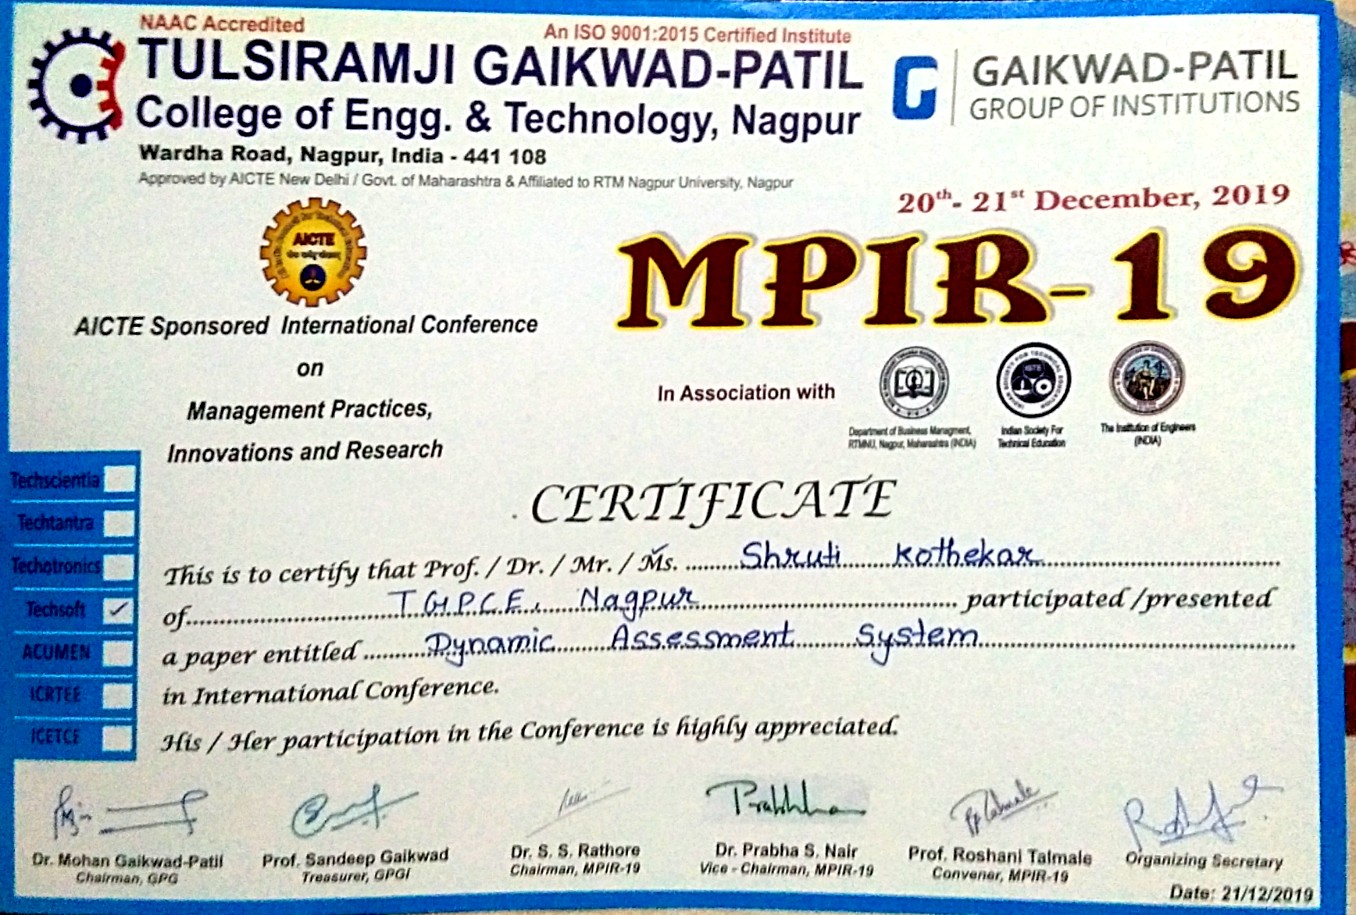 NAAC Accredited
An ISO 9001:2015 Certified Institute
TULSIRAMJI GAIKWAD-PATIL
College of Engg. & Technology, Nagpur
Wardha Road, Nagpur, India - 441 108
Approved by AICTE New Delhi / Govt. of Maharashtra & Affiliated to RTM Nagpur University, Nagpur
GAIKWAD-PATIL
GROUP OF INSTITUTIONS
20th- 21st December, 2019
MPIR-19
AICTE
AICTE Sponsored International Conference
on
Management Practices,
Innovations and Research
In Association with
Department of Business Managment,
RTMNU, Nagpur, Maharashtra (INDIA)
Indian Society For
Technical Education
The Institution of Engineers
(INDIA)
Techscientia
Techtantra
Techotronics
Techsoft ✓
ACUMEN
ICRTEE
ICETCE
CERTIFICATE
This is to certify that Prof. / Dr. / Mr. / Ms. Shruti Kothekar
of T.G.P.C.E, Nagpur participated /presented
a paper entitled Dynamic Assessment System
in International Conference.
His / Her participation in the Conference is highly appreciated.
Dr. Mohan Gaikwad-Patil
Chairman, GPG
Prof. Sandeep Gaikwad
Treasurer, GPGI
Dr. S. S. Rathore
Chairman, MPIR-19
Prabhha
Dr. Prabha S. Nair
Vice - Chairman, MPIR-19
Prof. Roshani Talmale
Convener, MPIR-19
Organizing Secretary
Date: 21/12/2019